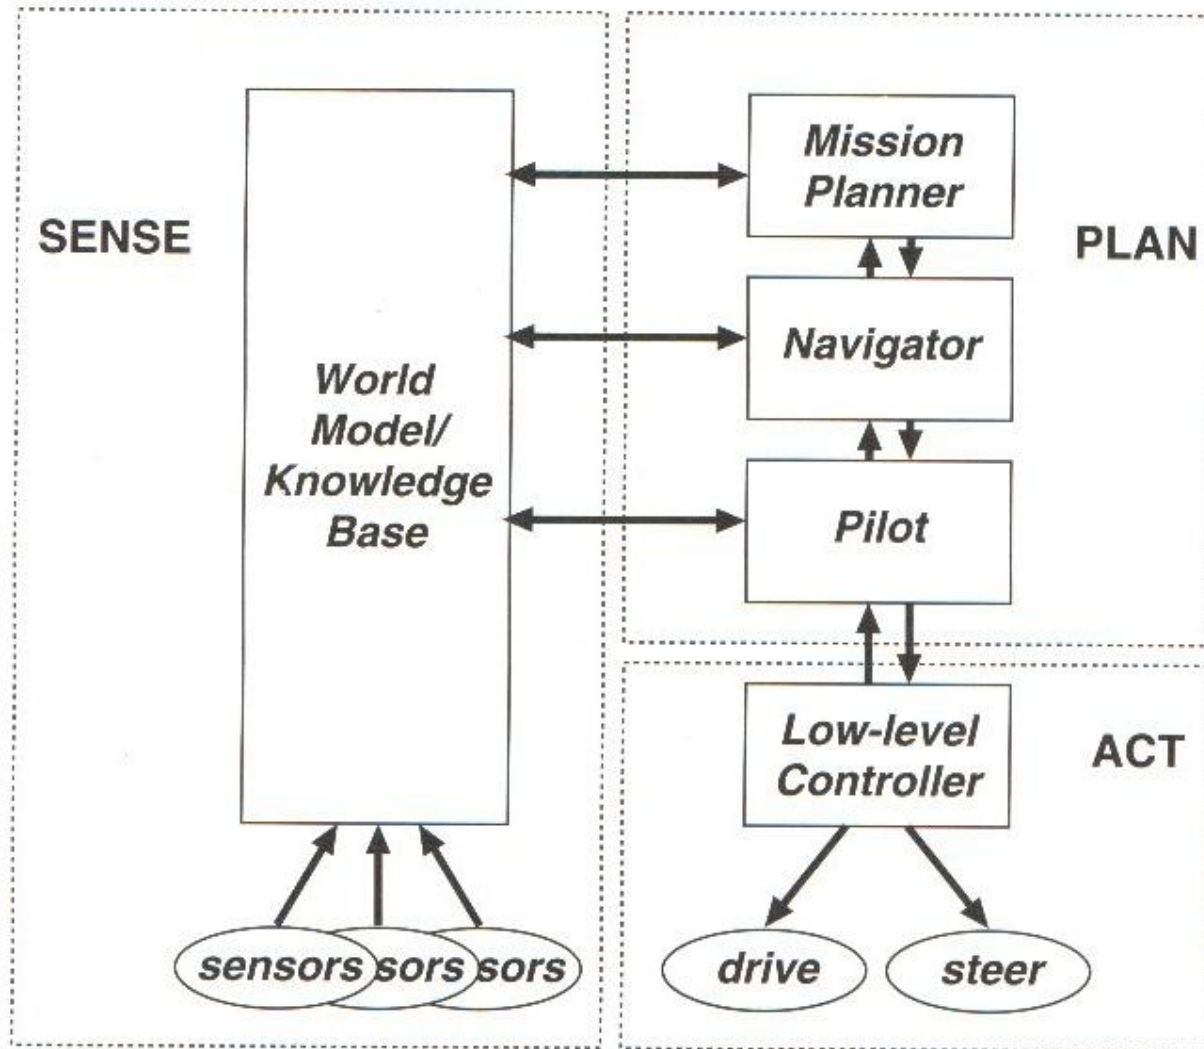 SENSE
World
Model/
Knowledge
Base
sensors
sors
sors
PLAN
Mission
Planner
Navigator
Pilot
ACT
Low-level
Controller
drive
steer